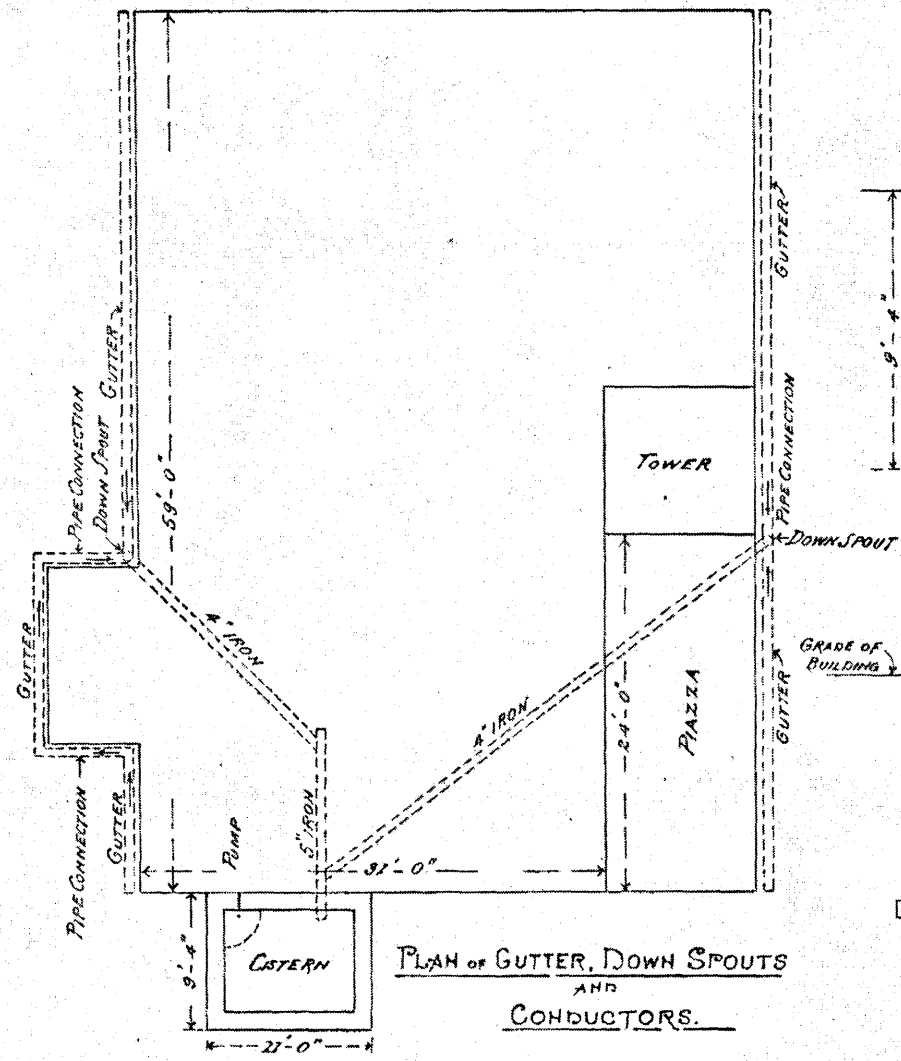 GUTTER
9'-4"
PIPE CONNECTION
DOWN SPOUT
GUTTER
59'-0"
TOWER
PIPE CONNECTION
DOWN SPOUT
GUTTER
4" IRON
4" IRON
24'-0"
PIAZZA
GRADE OF
BUILDING
GUTTER
PIPE CONNECTION
GUTTER
PUMP
5" IRON
31'-0"
9'-4"
CISTERN
11'-0"
PLAN OF GUTTER, DOWN SPOUTS
AND
CONDUCTORS.